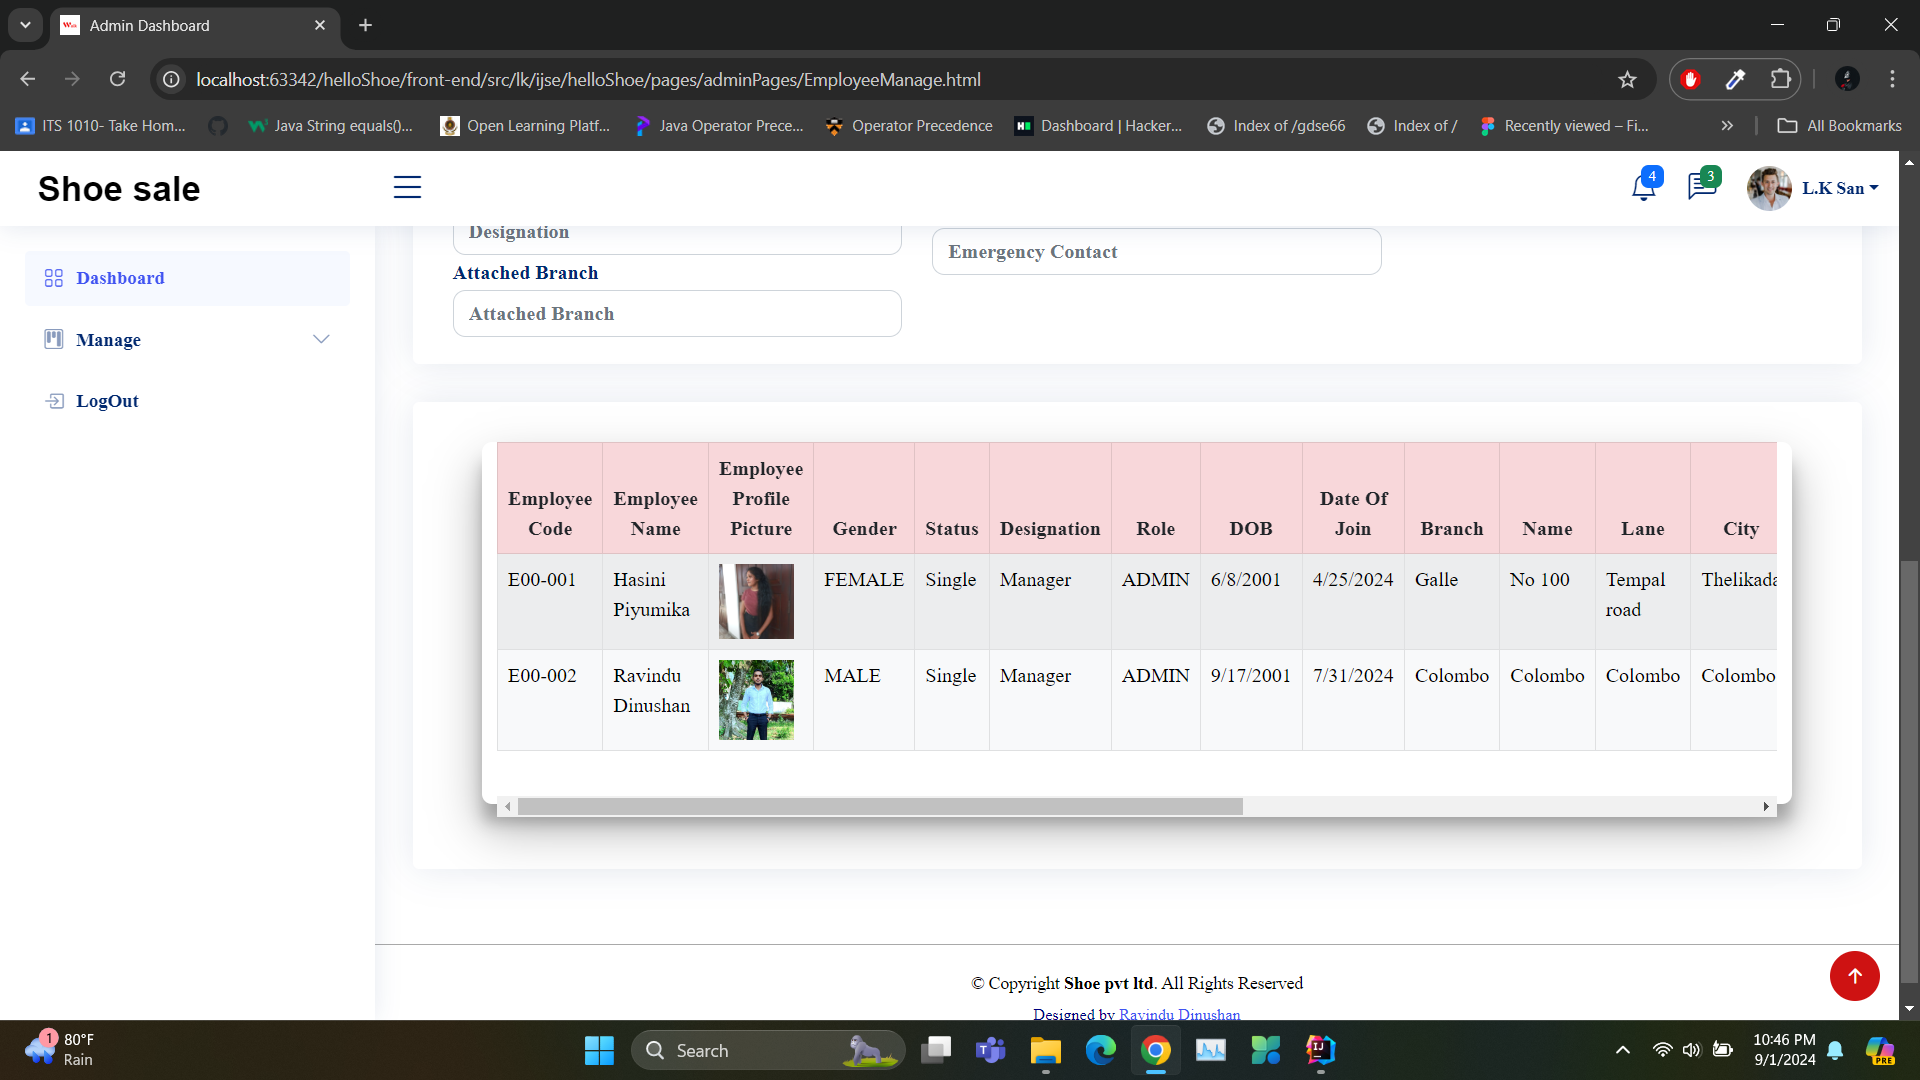 Admin Dashboard
localhost:63342/helloShoe/front-end/src/lk/ijse/helloShoe/pages/adminPages/EmployeeManage.html
ITS 1010- Take Hom... Java String equals()... Open Learning Platf... Java Operator Prece... Operator Precedence Dashboard | Hacker... Index of /gdse66 Index of / Recently viewed – Fi... » All Bookmarks
Shoe sale
4 3 L.K San
Dashboard
Manage
LogOut
Designation
Emergency Contact
Attached Branch
Attached Branch
Employee Code Employee Name Employee Profile Picture Gender Status Designation Role DOB Date Of Join Branch Name Lane City
E00-001 Hasini Piyumika FEMALE Single Manager ADMIN 6/8/2001 4/25/2024 Galle No 100 Tempal road Thelikada
E00-002 Ravindu Dinushan MALE Single Manager ADMIN 9/17/2001 7/31/2024 Colombo Colombo Colombo Colombo
© Copyright Shoe pvt ltd. All Rights Reserved
Designed by Ravindu Dinushan
1 80°F
Rain
Search
10:46 PM
9/1/2024
PRE